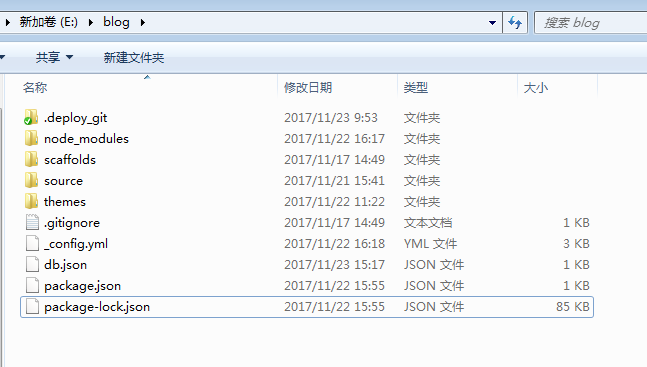 新加卷 (E:) blog 搜索 blog
共享 新建文件夹
名称 修改日期 类型 大小
.deploy_git 2017/11/23 9:53 文件夹
node_modules 2017/11/22 16:17 文件夹
scaffolds 2017/11/17 14:49 文件夹
source 2017/11/21 15:41 文件夹
themes 2017/11/22 11:22 文件夹
.gitignore 2017/11/17 14:49 文本文档 1 KB
_config.yml 2017/11/22 16:18 YML 文件 3 KB
db.json 2017/11/23 15:17 JSON 文件 1 KB
package.json 2017/11/22 15:55 JSON 文件 1 KB
package-lock.json 2017/11/22 15:55 JSON 文件 85 KB